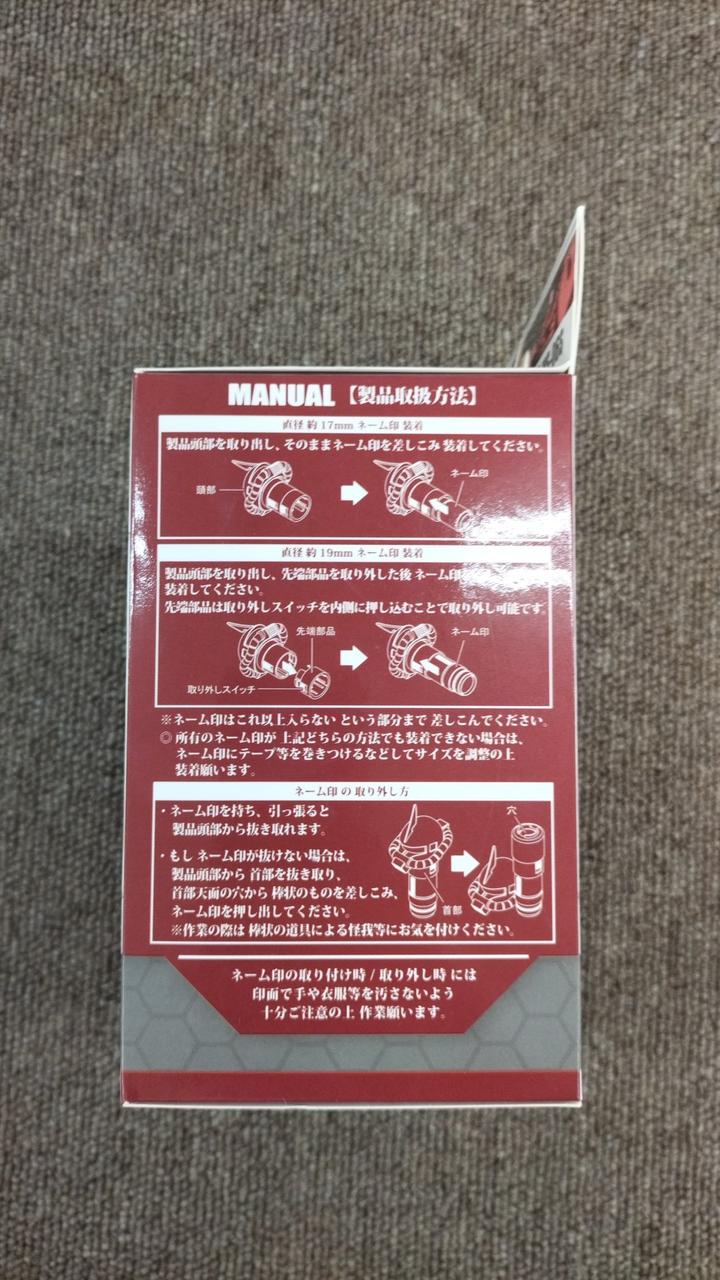 MANUAL【製品取扱方法】
直径 約17mm ネーム印 装着
製品頭部を取り出し、そのままネーム印を差しこみ 装着してください。
頭部
ネーム印
直径 約19mm ネーム印 装着
製品頭部を取り出し、先端部品を取り外した後 ネーム印
装着してください。
先端部品は取り外しスイッチを内側に押し込むことで取り外し可能です。
先端部品
ネーム印
取り外しスイッチ
※ネーム印はこれ以上入らない という部分まで 差しこんでください。
◎所有のネーム印が 上記どちらの方法でも装着できない場合は、
ネーム印にテープ等を巻きつけるなどしてサイズを調整の上
装着願います。
ネーム印 の 取り外し方
・ネーム印を持ち、引っ張ると
製品頭部から抜き取れます。
・もし ネーム印が抜けない場合は、
製品頭部から 首部を抜き取り、
首部天面の穴から 棒状のものを差しこみ、
ネーム印を押し出してください。
※作業の際は 棒状の道具による怪我等にお気を付けください。
穴
首部
ネーム印の取り付け時 / 取り外し時 には
印面で手や衣服等を汚さないよう
十分ご注意の上 作業願います。